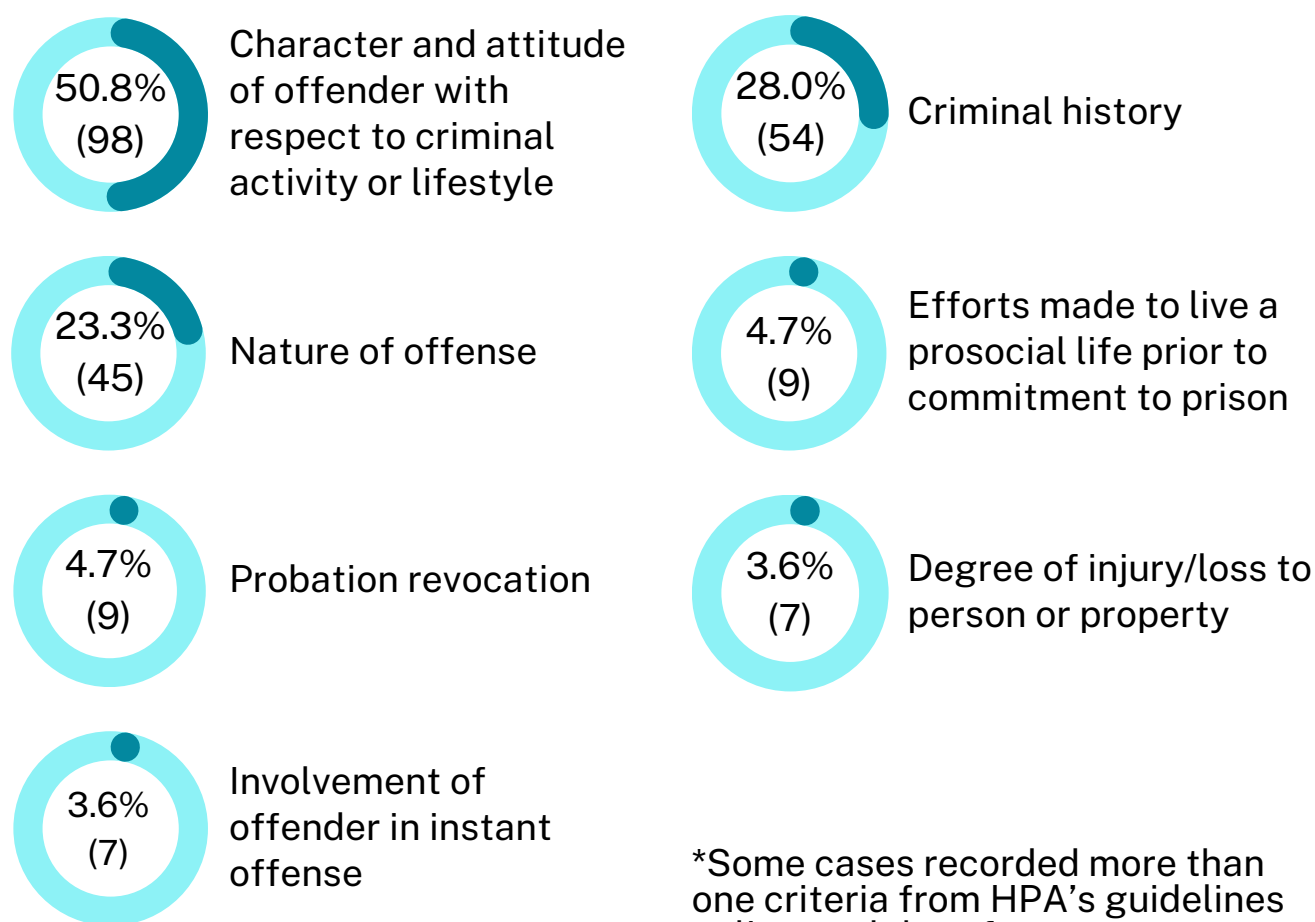 50.8%
(98)
Character and attitude
of offender with
respect to criminal
activity or lifestyle
28.0%
(54)
Criminal history
23.3%
(45)
Nature of offense
4.7%
(9)
Efforts made to live a
prosocial life prior to
commitment to prison
4.7%
(9)
Probation revocation
3.6%
(7)
Degree of injury/loss to
person or property
3.6%
(7)
Involvement of
offender in instant
offense
*Some cases recorded more than
one criteria from HPA’s guidelines